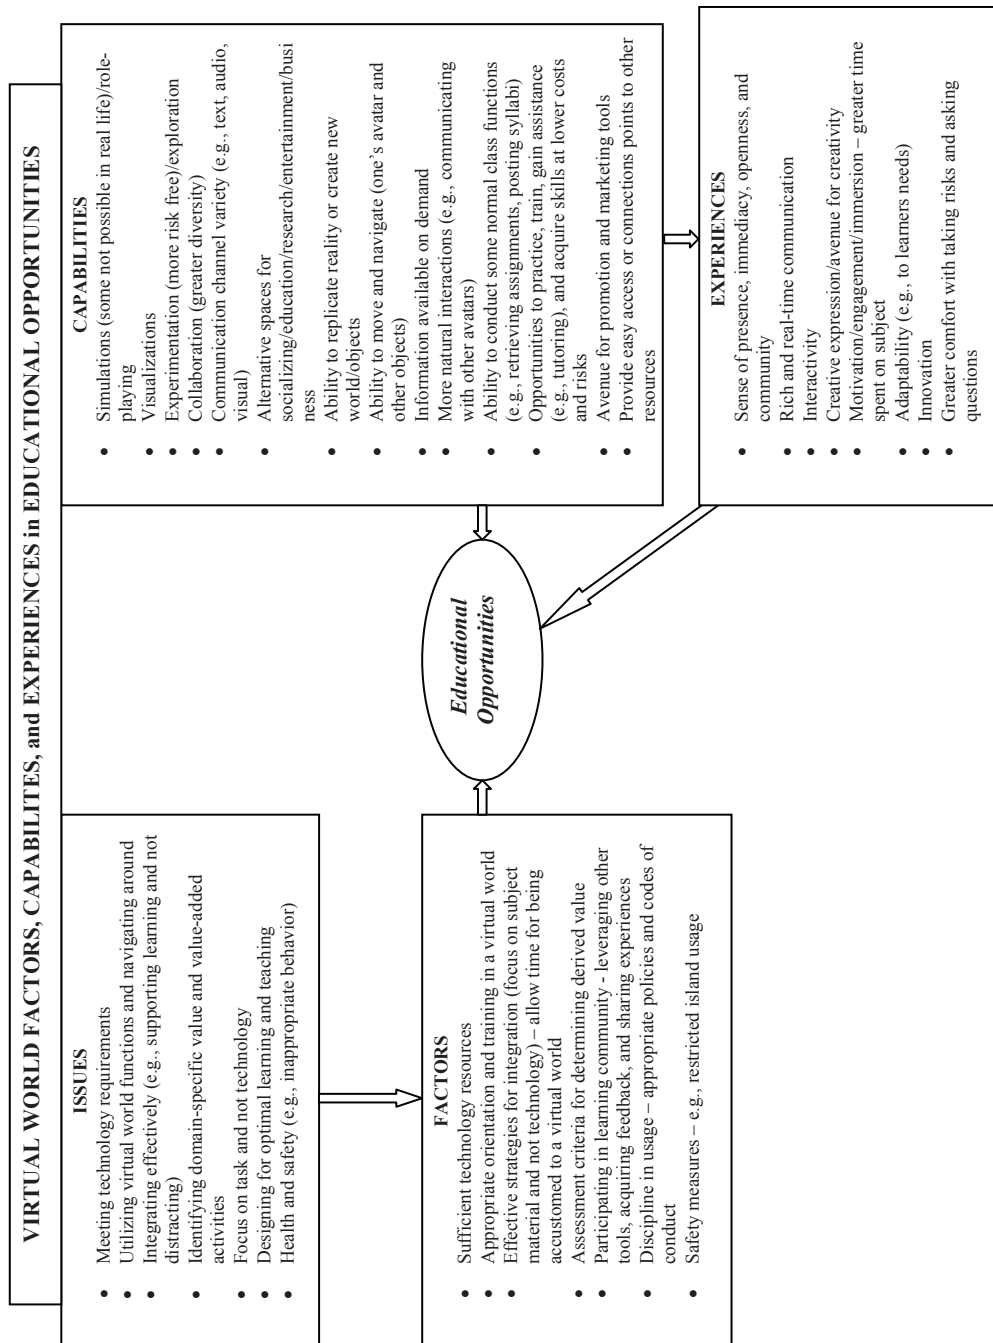 VIRTUAL WORLD FACTORS, CAPABILITES, and EXPERIENCES in EDUCATIONAL OPPORTUNITIES
ISSUES
• Meeting technology requirements
• Utilizing virtual world functions and navigating around
• Integrating effectively (e.g., supporting learning and not
distracting)
• Identifying domain-specific value and value-added
activities
• Focus on task and not technology
• Designing for optimal learning and teaching
• Health and safety (e.g., inappropriate behavior)
FACTORS
• Sufficient technology resources
• Appropriate orientation and training in a virtual world
• Effective strategies for integration (focus on subject
material and not technology) – allow time for being
accustomed to a virtual world
• Assessment criteria for determining derived value
• Participating in learning community - leveraging other
tools, acquiring feedback, and sharing experiences
• Discipline in usage – appropriate policies and codes of
conduct
• Safety measures – e.g., restricted island usage
Educational
Opportunities
CAPABILITIES
• Simulations (some not possible in real life)/role-
playing
• Visualizations
• Experimentation (more risk free)/exploration
• Collaboration (greater diversity)
• Communication channel variety (e.g., text, audio,
visual)
• Alternative spaces for
socializing/education/research/entertainment/busi
ness
• Ability to replicate reality or create new
world/objects
• Ability to move and navigate (one's avatar and
other objects)
• Information available on demand
• More natural interactions (e.g., communicating
with other avatars)
• Ability to conduct some normal class functions
(e.g., retrieving assignments, posting syllabi)
• Opportunities to practice, train, gain assistance
(e.g., tutoring), and acquire skills at lower costs
and risks
• Avenue for promotion and marketing tools
• Provide easy access or connections points to other
resources
EXPERIENCES
• Sense of presence, immediacy, openness, and
community
• Rich and real-time communication
• Interactivity
• Creative expression/avenue for creativity
• Motivation/engagement/immersion – greater time
spent on subject
• Adaptability (e.g., to learners needs)
• Innovation
• Greater comfort with taking risks and asking
questions